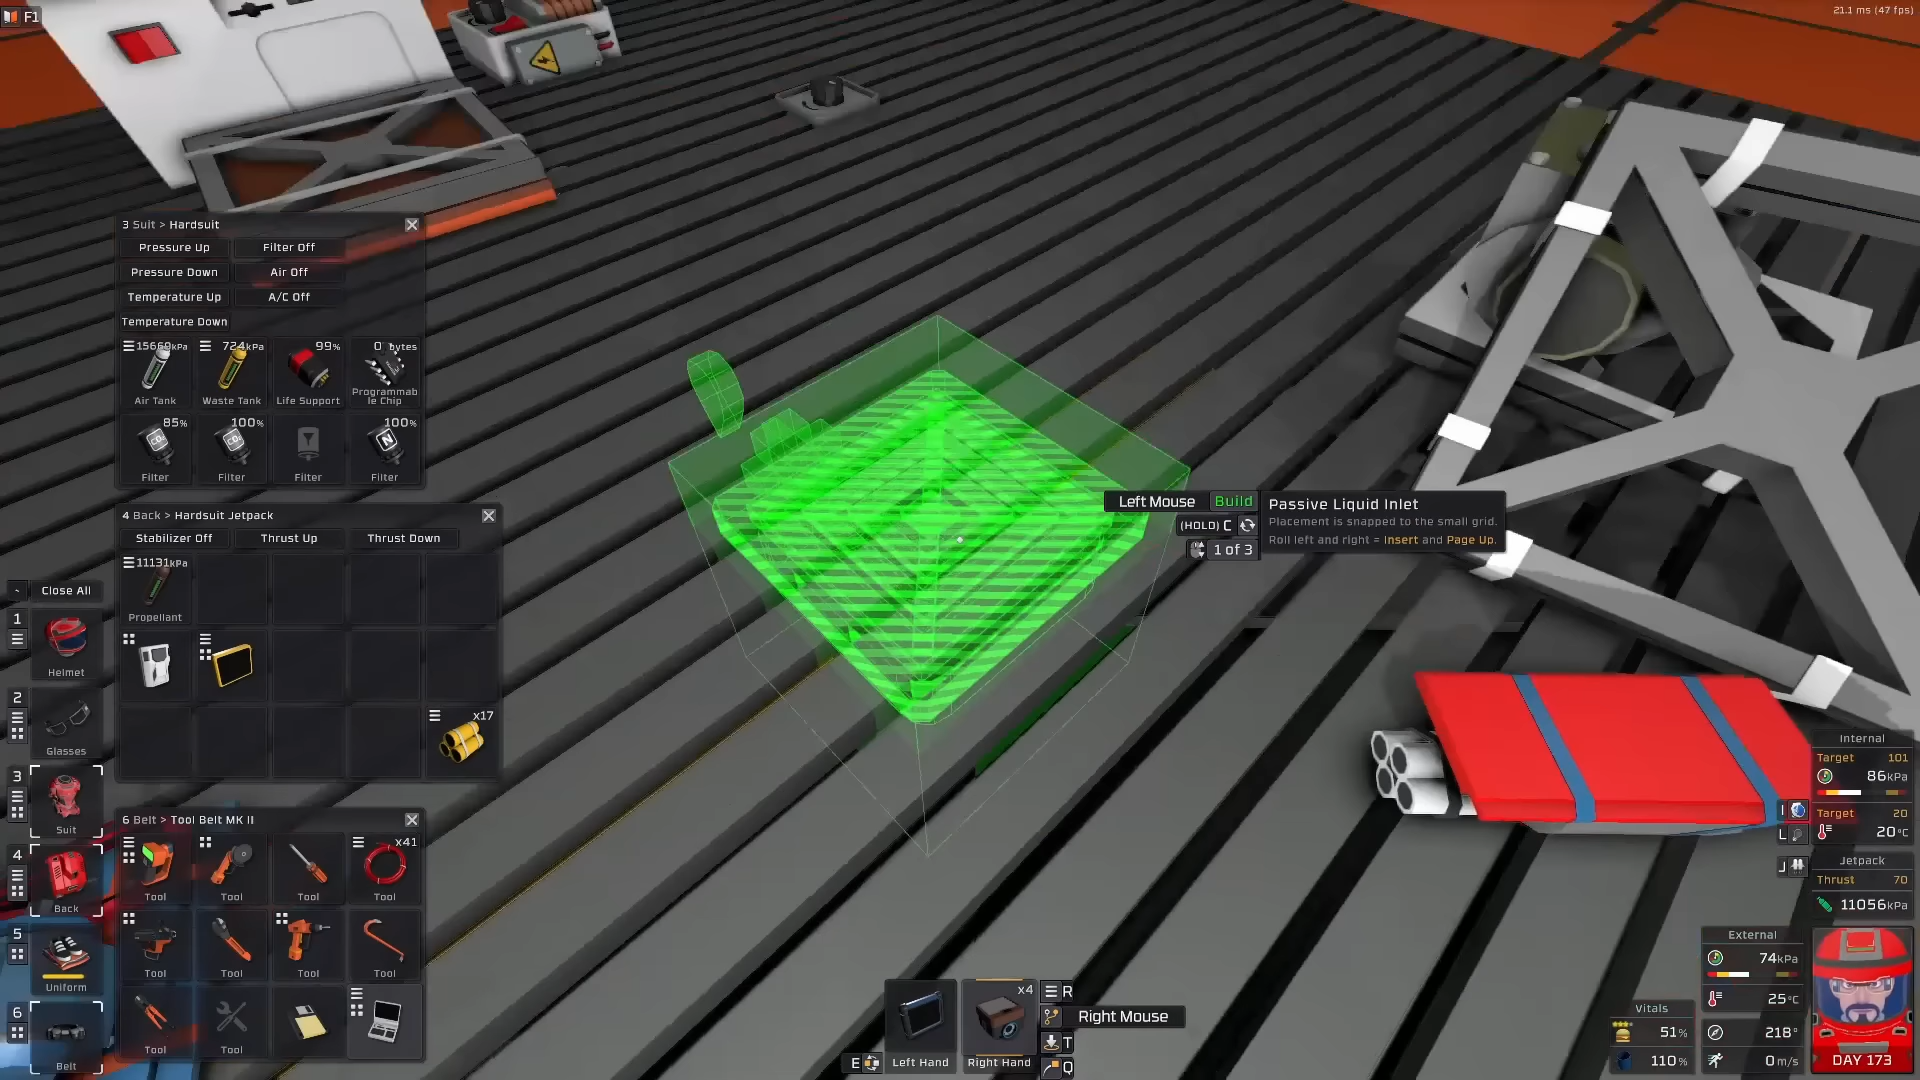 F1
21.1 ms (47 fps)
3 Suit > Hardsuit
Pressure Up
Filter Off
Pressure Down
Air Off
Temperature Up
A/C Off
Temperature Down
15669kPa
724kPa
99%
0 bytes
Air Tank
Waste Tank
Life Support
Programmab
le Chip
85%
100%
100%
Filter
Filter
Filter
Filter
4 Back > Hardsuit Jetpack
Stabilizer Off
Thrust Up
Thrust Down
11131kPa
Propellant
x17
~
Close All
1
Helmet
2
Glasses
3
Suit
4
Back
5
Uniform
6
Belt
6 Belt > Tool Belt MK II
x41
Tool
Tool
Tool
Tool
Tool
Tool
Tool
Tool
Tool
Tool
Left Mouse
Build
(HOLD) C
1 of 3
Passive Liquid Inlet
Placement is snapped to the small grid.
Roll left and right = Insert and Page Up.
x4
R
Right Mouse
T
Q
E
Left Hand
Right Hand
Internal
Target 101
86kPa
Target 20
20°C
I
L
J
Jetpack
Thrust 70
11056kPa
External
74kPa
25°C
218°
0m/s
Vitals
51%
110%
DAY 173